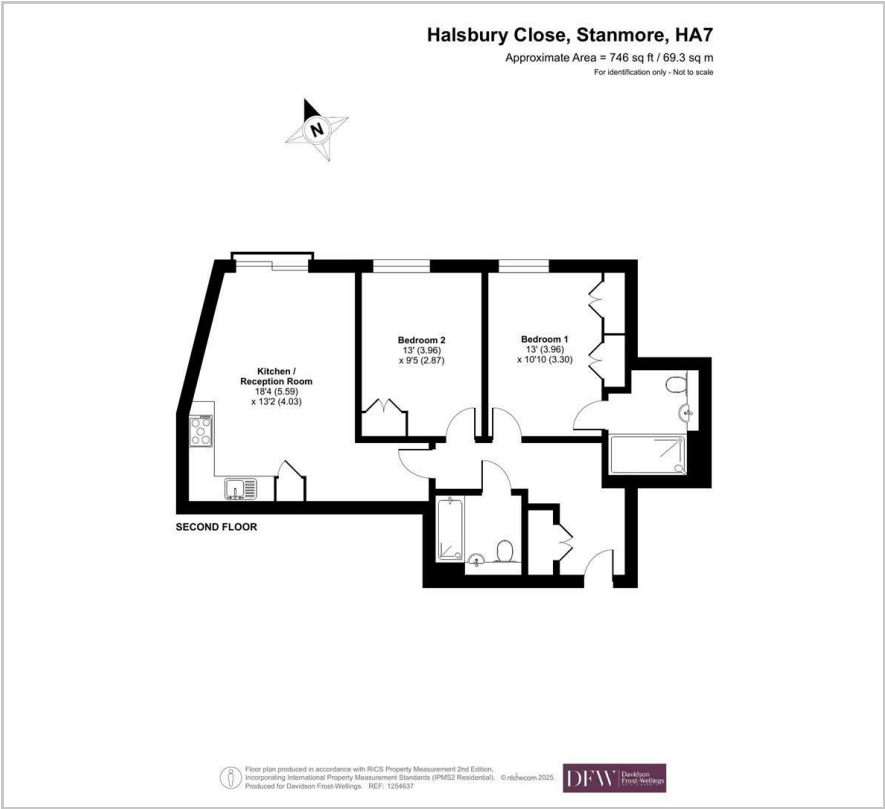 Halsbury Close, Stanmore, HA7
Approximate Area = 746 sq ft / 69.3 sq m
For identification only - Not to scale
N
Bedroom 2
13' (3.96)
x 9'5 (2.87)
Bedroom 1
13' (3.96)
x 10'10 (3.30)
Kitchen /
Reception Room
18'4 (5.59)
x 13'2 (4.03)
SECOND FLOOR
Floor plan produced in accordance with RICS Property Measurement 2nd Edition,
Incorporating International Property Measurement Standards (IPMS2 Residential). © nichecom 2025.
Produced for Davidson Frost-Wellings. REF: 1254637
DFW
Davidson
Frost-Wellings